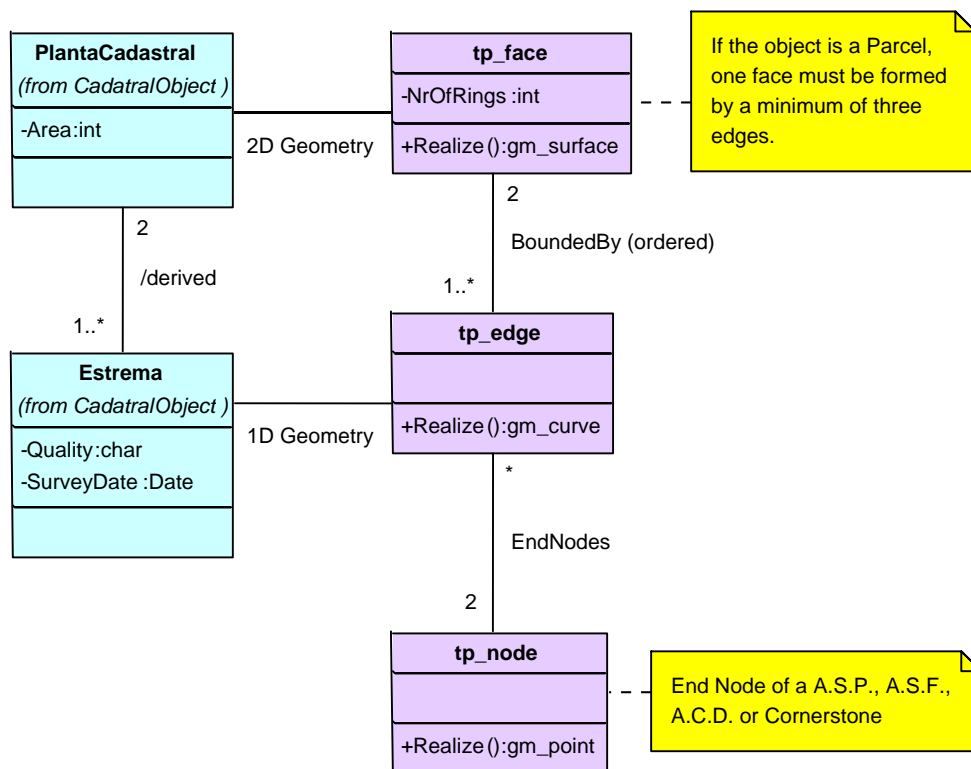 PlantaCadastral
(from CadatralObject )
-Area:int
2D Geometry
tp_face
-NrOfRings :int
+Realize ():gm_surface
If the object is a Parcel,
one face must be formed
by a minimum of three
edges.
2
/derived
1..*
2
BoundedBy (ordered)
1..*
Estrema
(from CadatralObject )
-Quality:char
-SurveyDate :Date
1D Geometry
tp_edge
+Realize ():gm_curve
*
EndNodes
2
tp_node
+Realize ():gm_point
End Node of a A.S.P., A.S.F.,
A.C.D. or Cornerstone